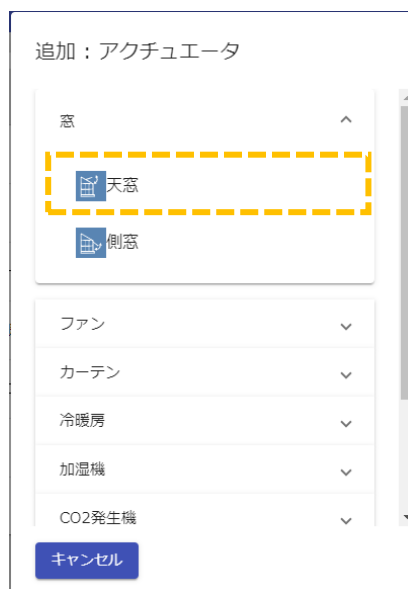 追加：アクチュエータ
窓
天窓
側窓
ファン
カーテン
冷暖房
加湿機
CO2発生機
キャンセル